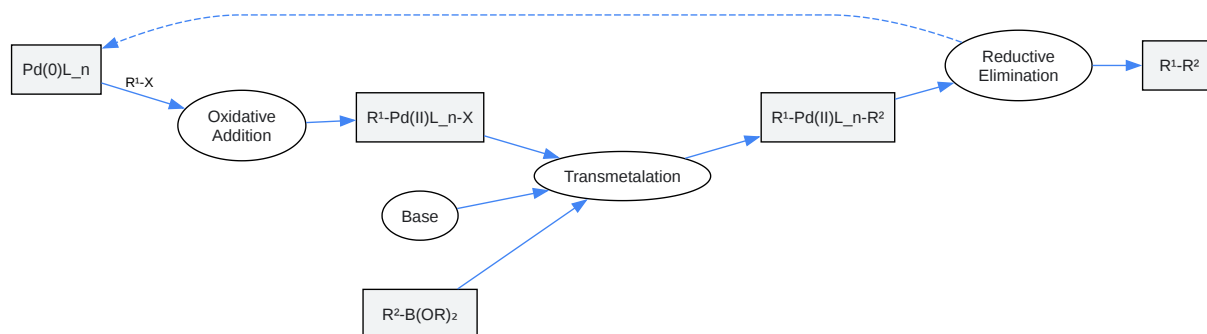 Pd(0)L_n
R¹-X
Oxidative
Addition
R¹-Pd(II)L_n-X
Base
R²-B(OR)₂
Transmetalation
R¹-Pd(II)L_n-R²
Reductive
Elimination
R¹-R²